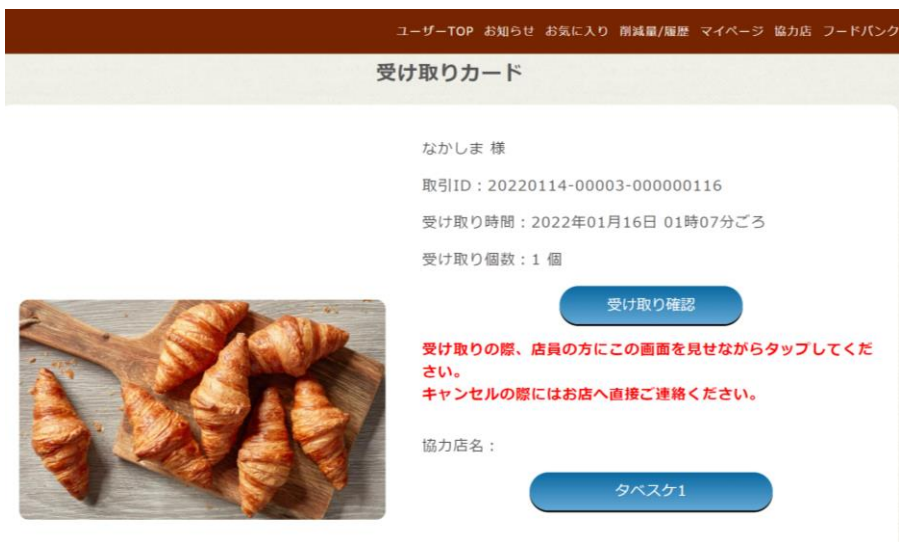 ユーザーTOP お知らせ お気に入り 削減量/履歴 マイページ 協力店 フードバンク
受け取りカード
なかしま 様
取引ID：20220114-00003-000000116
受け取り時間：2022年01月16日 01時07分ごろ
受け取り個数：1 個
受け取り確認
受け取りの際、店員の方にこの画面を見せながらタップしてくだ
さい。
キャンセルの際にはお店へ直接ご連絡ください。
協力店名：
タベスケ1